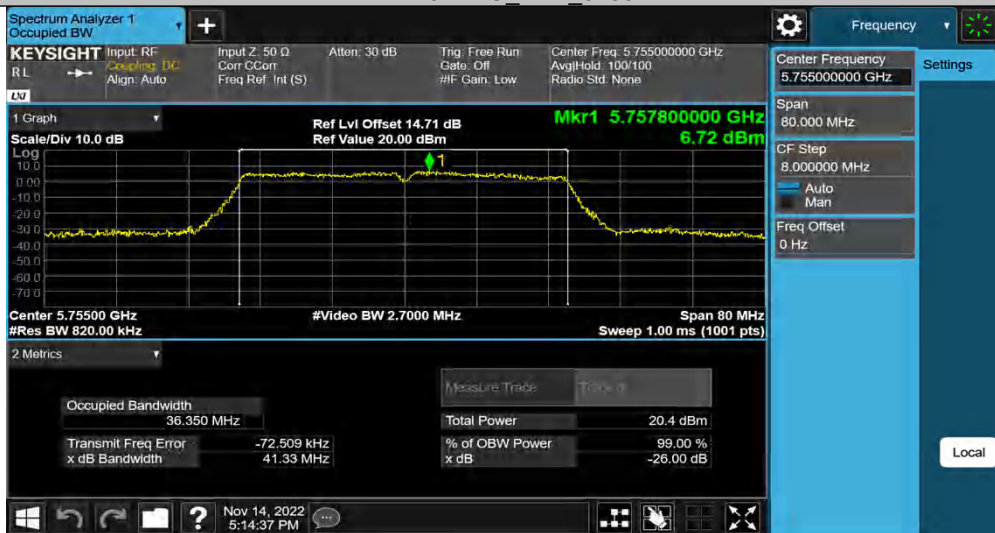 Spectrum Analyzer 1
Occupied BW
Frequency
KEYSIGHT
RL
LXI
Input: RF
Coupling: DC
Align: Auto
Input Z: 50 Ω
Corr CCorr
Freq Ref: Int (S)
Atten: 30 dB
Trig: Free Run
Gate: Off
#IF Gain: Low
Center Freq: 5.755000000 GHz
Avg|Hold: 100/100
Radio Std: None
Center Frequency
5.755000000 GHz
Settings
Span
80.000 MHz
CF Step
8.000000 MHz
Auto
Man
Freq Offset
0 Hz
Local
1 Graph
Scale/Div 10.0 dB
Ref Lvl Offset 14.71 dB
Ref Value 20.00 dBm
Mkr1 5.757800000 GHz
6.72 dBm
Log
10.0
0.00
-10.0
-20.0
-30.0
-40.0
-50.0
-60.0
-70.0
1
Center 5.75500 GHz
#Res BW 820.00 kHz
#Video BW 2.7000 MHz
Span 80 MHz
Sweep 1.00 ms (1001 pts)
2 Metrics
Measure Trace
Occupied Bandwidth
36.350 MHz
Total Power 20.4 dBm
Transmit Freq Error -72.509 kHz
% of OBW Power 99.00 %
x dB Bandwidth 41.33 MHz
x dB -26.00 dB
Nov 14, 2022
5:14:37 PM